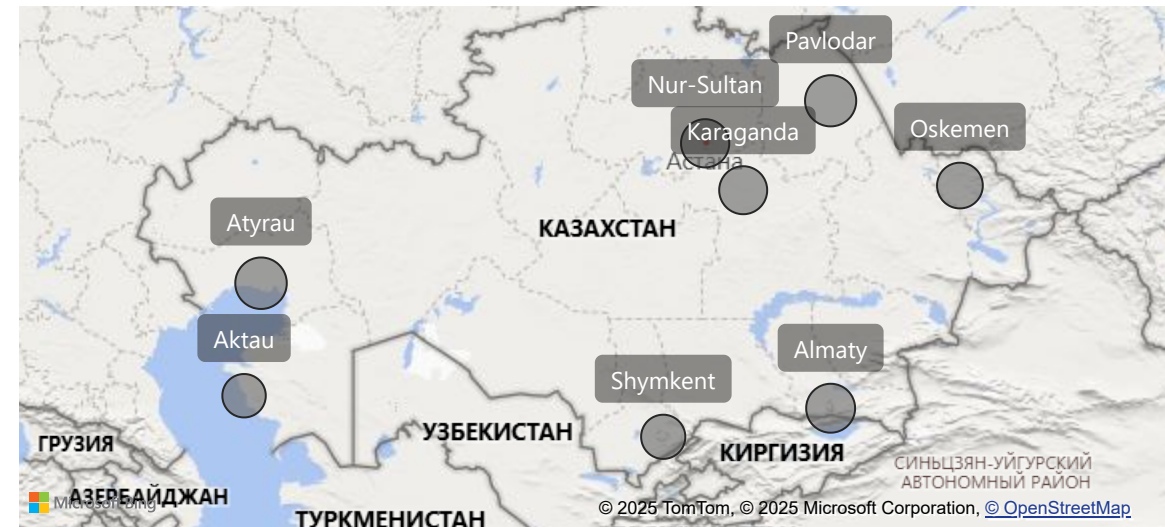 Pavlodar
Nur-Sultan
Karaganda
Oskemen
Астана
Atyrau
КАЗАХСТАН
Aktau
Almaty
Shymkent
ГРУЗИЯ
УЗБЕКИСТАН
КИРГИЗИЯ
СИНЬЦЗЯН-УЙГУРСКИЙ
АВТОНОМНЫЙ РАЙОН
Microsoft Bing
АЗЕРБАЙДЖАН
ТУРКМЕНИСТАН
© 2025 TomTom, © 2025 Microsoft Corporation, © OpenStreetMap